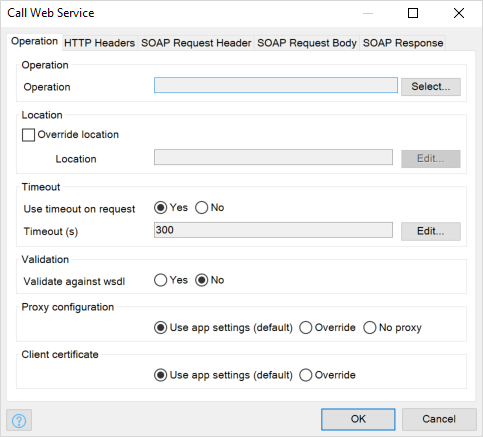 Call Web Service
Operation HTTP Headers SOAP Request Header SOAP Request Body SOAP Response
Operation
Operation Select...
Location
Override location
Location Edit...
Timeout
Use timeout on request Yes No
Timeout (s) 300 Edit...
Validation
Validate against wsdl Yes No
Proxy configuration
Use app settings (default) Override No proxy
Client certificate
Use app settings (default) Override
? OK Cancel